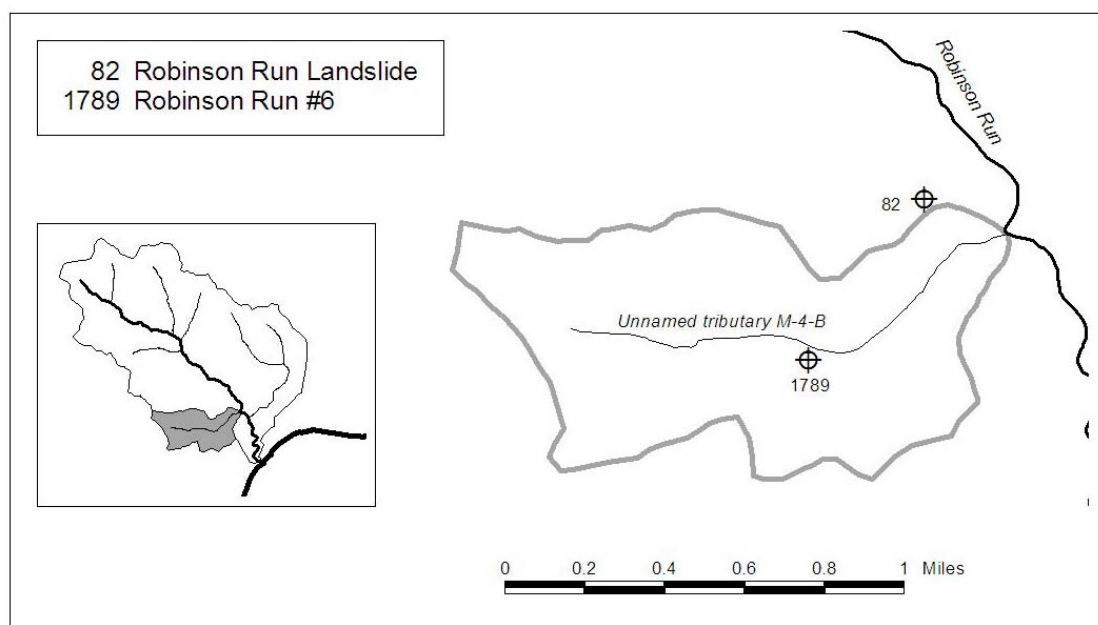 82 Robinson Run Landslide
1789 Robinson Run #6
Robinson Run
82
Unnamed tributary M-4-B
1789
0 0.2 0.4 0.6 0.8 1 Miles